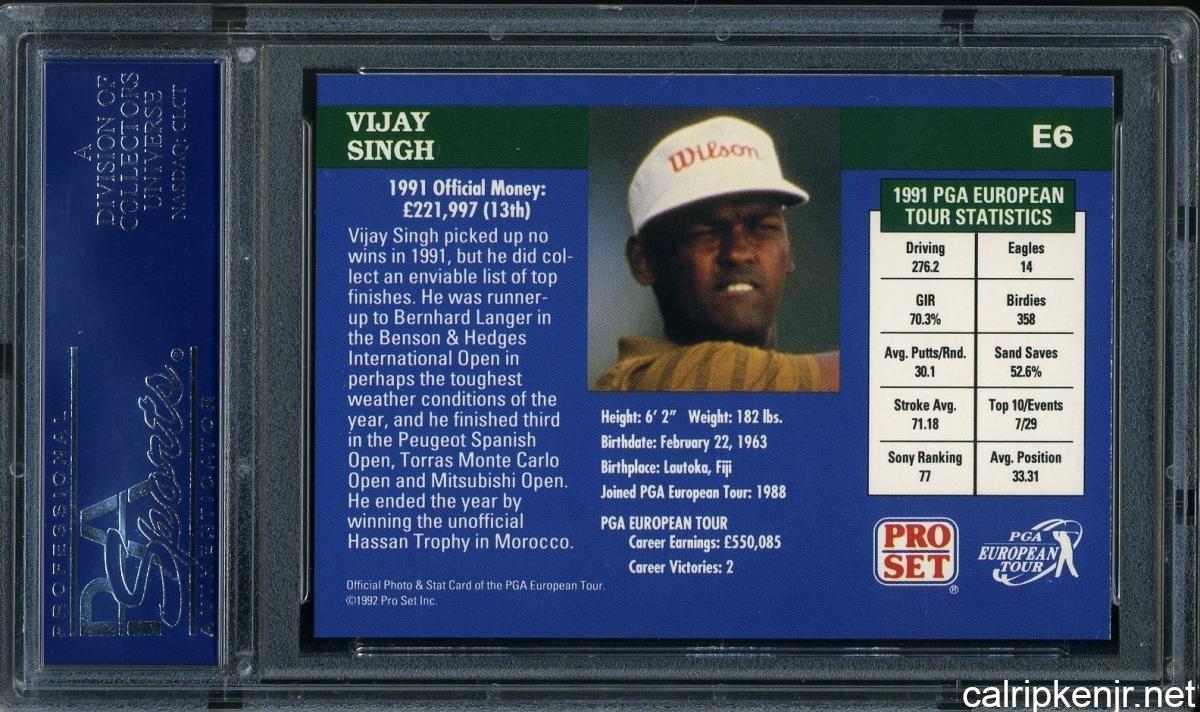 A
DIVISION OF
COLLECTORS
UNIVERSE
NASDAQ: CLCT
PROFESSIONAL
PSA
Sports®
AUTHENTICATOR
VIJAY
SINGH
E6
1991 Official Money:
£221,997 (13th)
Vijay Singh picked up no
wins in 1991, but he did col-
lect an enviable list of top
finishes. He was runner-
up to Bernhard Langer in
the Benson & Hedges
International Open in
perhaps the toughest
weather conditions of the
year, and he finished third
in the Peugeot Spanish
Open, Torras Monte Carlo
Open and Mitsubishi Open.
He ended the year by
winning the unofficial
Hassan Trophy in Morocco.
Official Photo & Stat Card of the PGA European Tour.
©1992 Pro Set Inc.
Wilson
Height: 6' 2" Weight: 182 lbs.
Birthdate: February 22, 1963
Birthplace: Lautoka, Fiji
Joined PGA European Tour: 1988
PGA EUROPEAN TOUR
Career Earnings: £550,085
Career Victories: 2
1991 PGA EUROPEAN
TOUR STATISTICS
Driving
276.2
Eagles
14
GIR
70.3%
Birdies
358
Avg. Putts/Rnd.
30.1
Sand Saves
52.6%
Stroke Avg.
71.18
Top 10/Events
7/29
Sony Ranking
77
Avg. Position
33.31
PRO
SET®
PGA
EUROPEAN
TOUR
calripkenjr.net